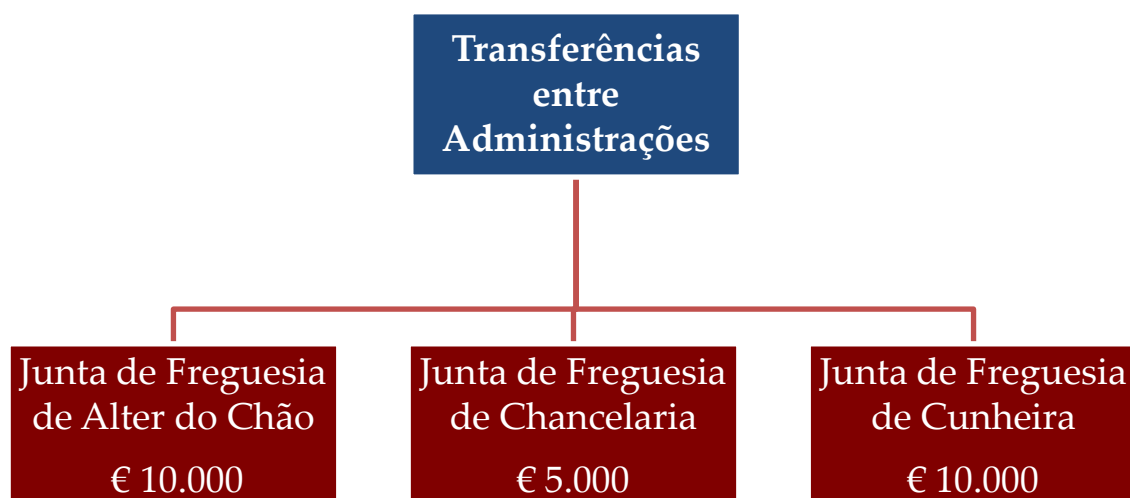 Transferências
entre
Administrações
Junta de Freguesia
de Alter do Chão
€ 10.000
Junta de Freguesia
de Chancelaria
€ 5.000
Junta de Freguesia
de Cunheira
€ 10.000